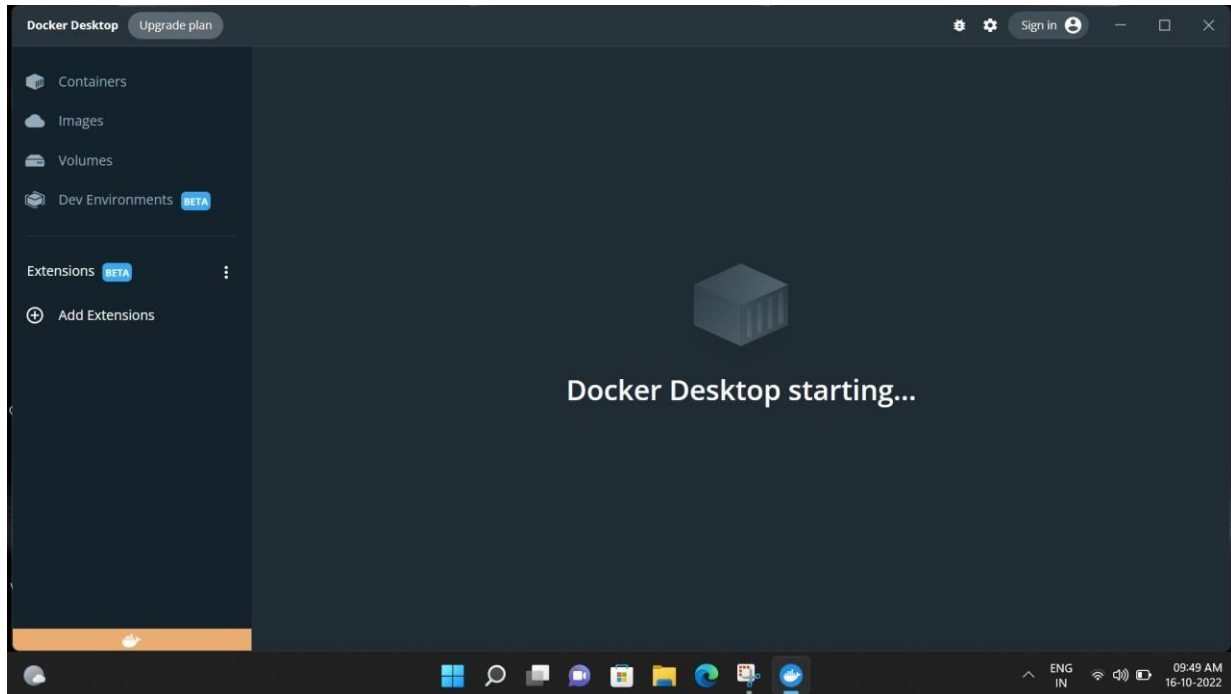 Docker Desktop Upgrade plan Sign in
Containers
Images
Volumes
Dev Environments BETA
Extensions BETA
Add Extensions
Docker Desktop starting...
ENG
IN
09:49 AM
16-10-2022